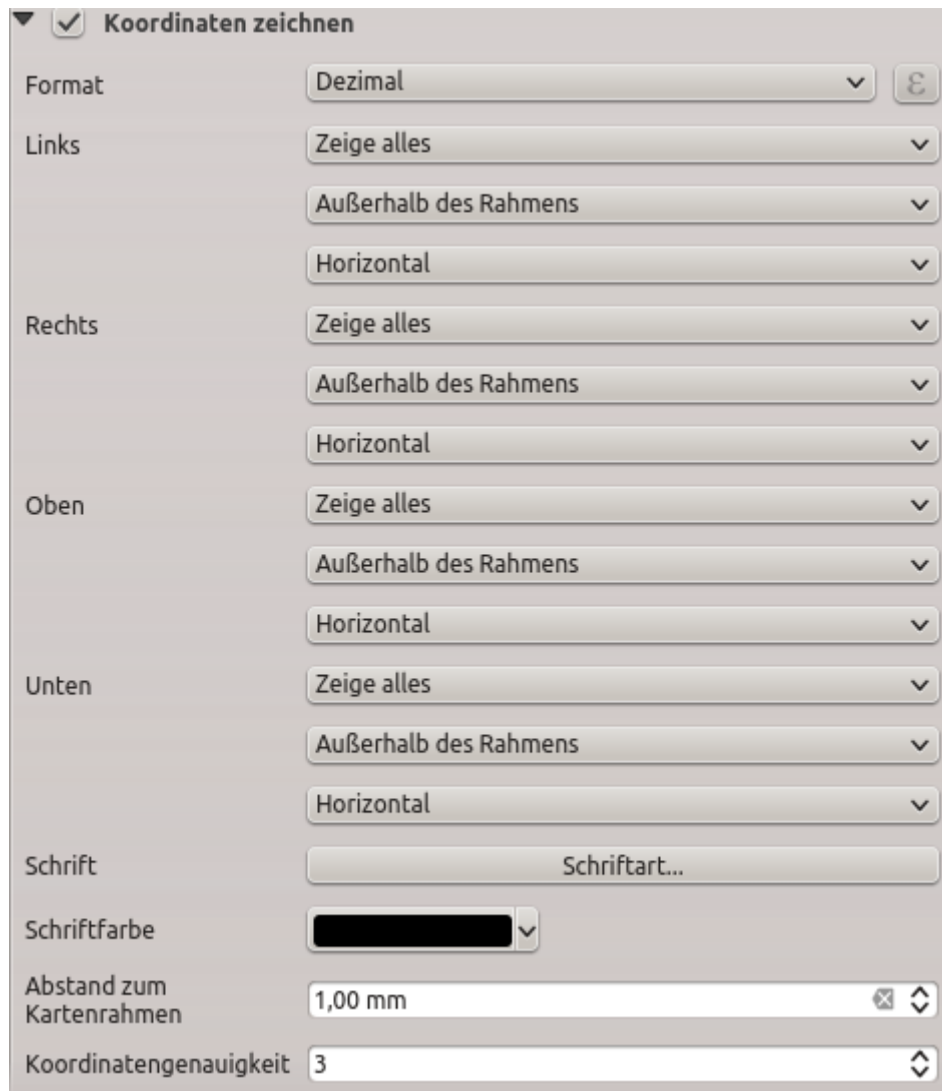 Koordinaten zeichnen
Format Dezimal ε
Links Zeige alles
Außerhalb des Rahmens
Horizontal
Rechts Zeige alles
Außerhalb des Rahmens
Horizontal
Oben Zeige alles
Außerhalb des Rahmens
Horizontal
Unten Zeige alles
Außerhalb des Rahmens
Horizontal
Schrift Schriftart...
Schriftfarbe
Abstand zum
Kartenrahmen 1,00 mm
Koordinatengenauigkeit 3